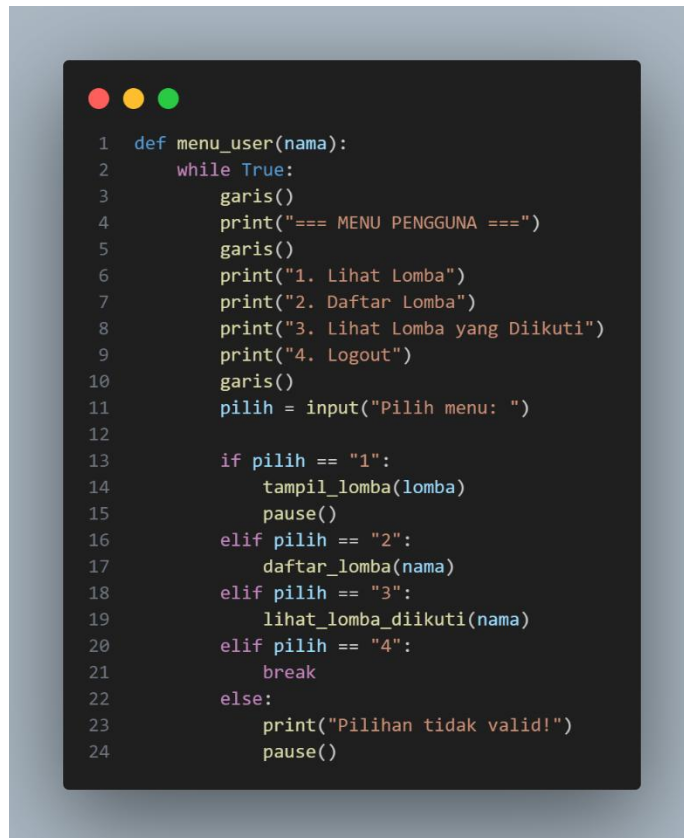 1 def menu_user(nama):
2     while True:
3         garis()
4         print("=== MENU PENGGUNA ===")
5         garis()
6         print("1. Lihat Lomba")
7         print("2. Daftar Lomba")
8         print("3. Lihat Lomba yang Diikuti")
9         print("4. Logout")
10         garis()
11         pilih = input("Pilih menu: ")
12
13         if pilih == "1":
14             tampil_lomba(lomba)
15             pause()
16         elif pilih == "2":
17             daftar_lomba(nama)
18         elif pilih == "3":
19             lihat_lomba_diikuti(nama)
20         elif pilih == "4":
21             break
22         else:
23             print("Pilihan tidak valid!")
24             pause()